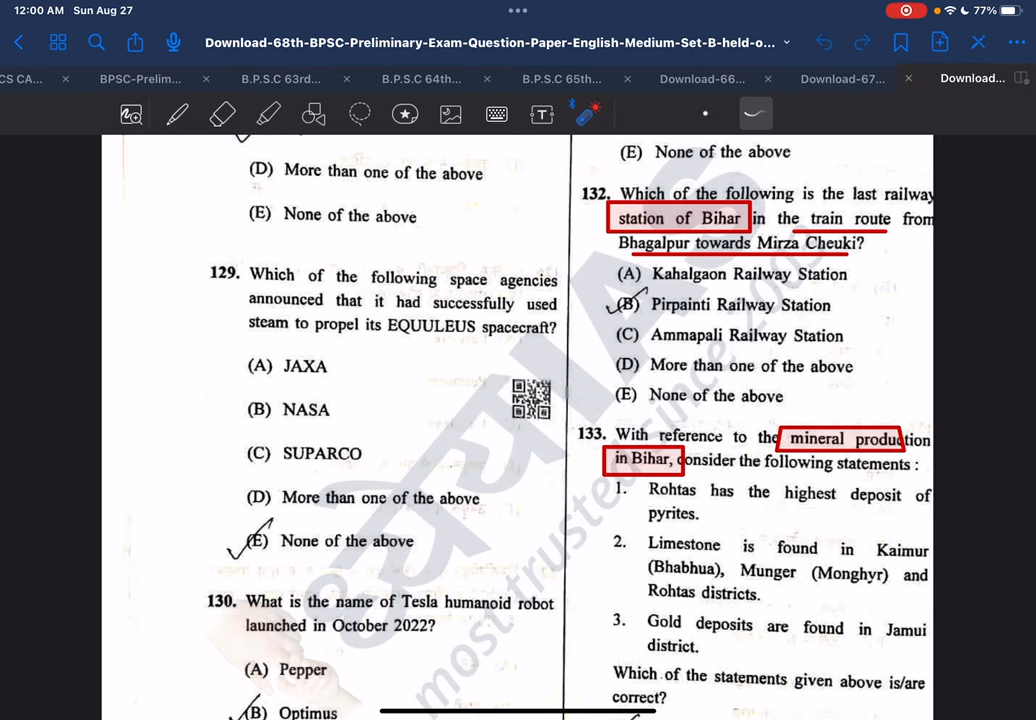 12:00 AM Sun Aug 27
77%
Download-68th-BPSC-Preliminary-Exam-Question-Paper-English-Medium-Set-B-held-o...
CS CA...
BPSC-Prelim...
B.P.S.C 63rd...
B.P.S.C 64th...
B.P.S.C 65th...
Download-66...
Download-67...
Download...
(D) More than one of the above
(E) None of the above
129. Which of the following space agencies
announced that it had successfully used
steam to propel its EQUULEUS spacecraft?
(A) JAXA
(B) NASA
(C) SUPARCO
(D) More than one of the above
(E) None of the above
130. What is the name of Tesla humanoid robot
launched in October 2022?
(A) Pepper
(B) Optimus
(E) None of the above
132. Which of the following is the last railway
station of Bihar in the train route from
Bhagalpur towards Mirza Cheuki?
(A) Kahalgaon Railway Station
(B) Pirpainti Railway Station
(C) Ammapali Railway Station
(D) More than one of the above
(E) None of the above
133. With reference to the mineral production
in Bihar, consider the following statements :
1. Rohtas has the highest deposit of
pyrites.
2. Limestone is found in Kaimur
(Bhabhua), Munger (Monghyr) and
Rohtas districts.
3. Gold deposits are found in Jamui
district.
Which of the statements given above is/are
correct?
ध्येय IAS
most trusted since 2003